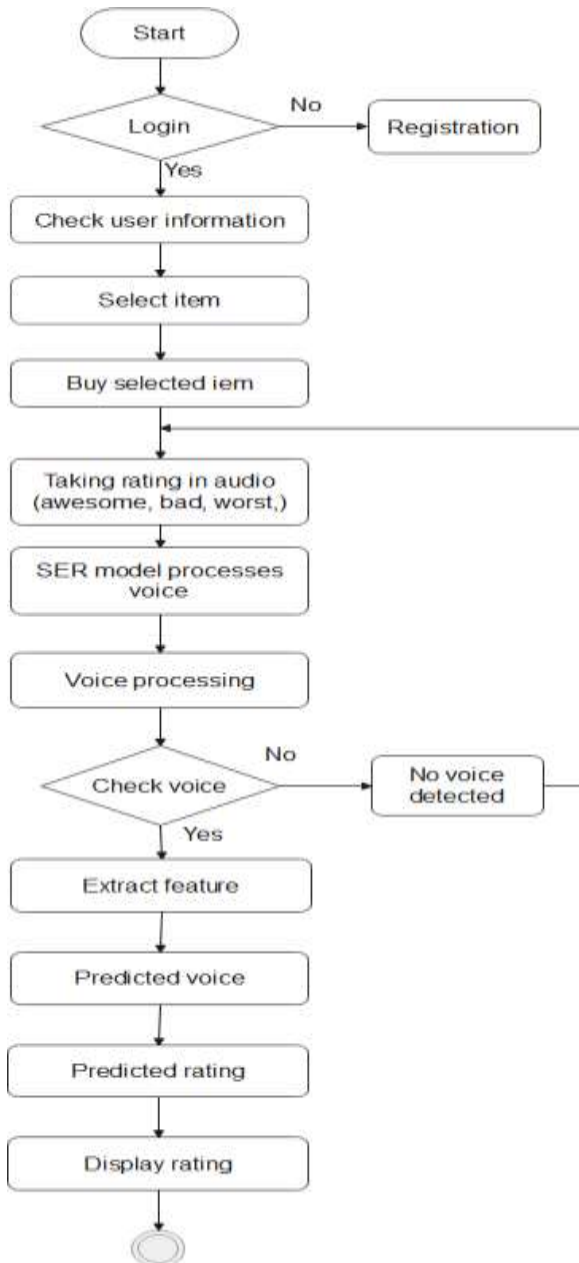 Start
No
Login
Registration
Yes
Check user information
Select item
Buy selected iem
Taking rating in audio
(awesome, bad, worst,)
SER model processes
voice
Voice processing
No
Check voice
No voice
detected
Yes
Extract feature
Predicted voice
Predicted rating
Display rating